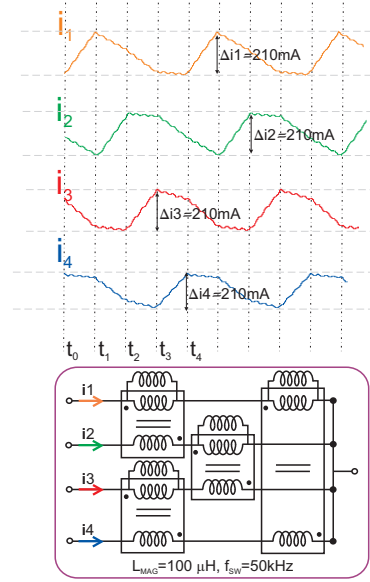 i1
Δi1=210mA
i2
Δi2=210mA
i3
Δi3=210mA
i4
Δi4=210mA
t0 t1 t2 t3 t4
i1
i2
i3
i4
LMAG=100 μH, fSW=50kHz